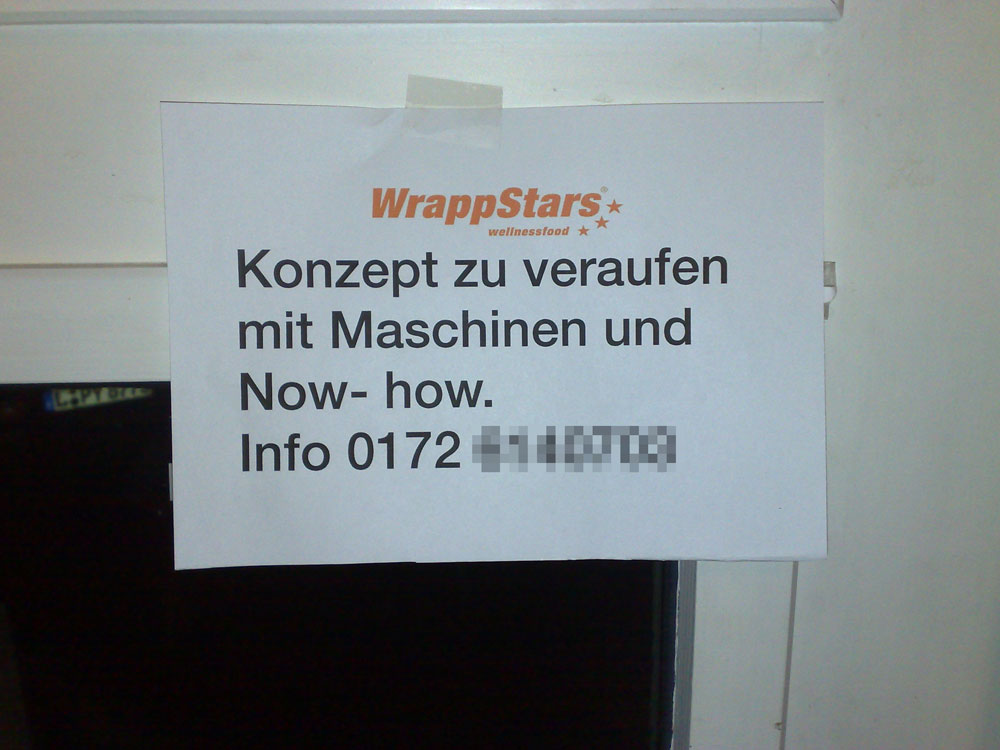 WrappStars®
wellnessfood
Konzept zu veraufen
mit Maschinen und
Now- how.
Info 0172